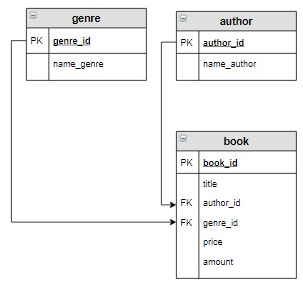 genre
PK genre_id
name_genre
author
PK author_id
name_author
book
PK book_id
title
FK author_id
FK genre_id
price
amount